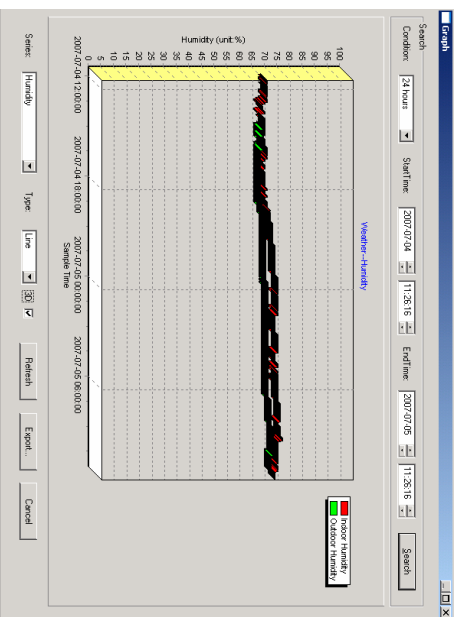 Graph
Search
Condition: 24 hours StartTime: 2007-07-04 11:26:16 EndTime: 2007-07-05 11:26:16 Search
Weather--Humidity
Humidity (unit:%)
100
95
90
85
80
75
70
65
60
55
50
45
40
35
30
25
20
15
10
5
0
2007-07-04 12:00:00
2007-07-04 18:00:00
2007-07-05 00:00:00
2007-07-05 06:00:00
Sample Time
Indoor Humidity
Outdoor Humidity
Series: Humidity Type: Line 3D Refresh Export... Cancel